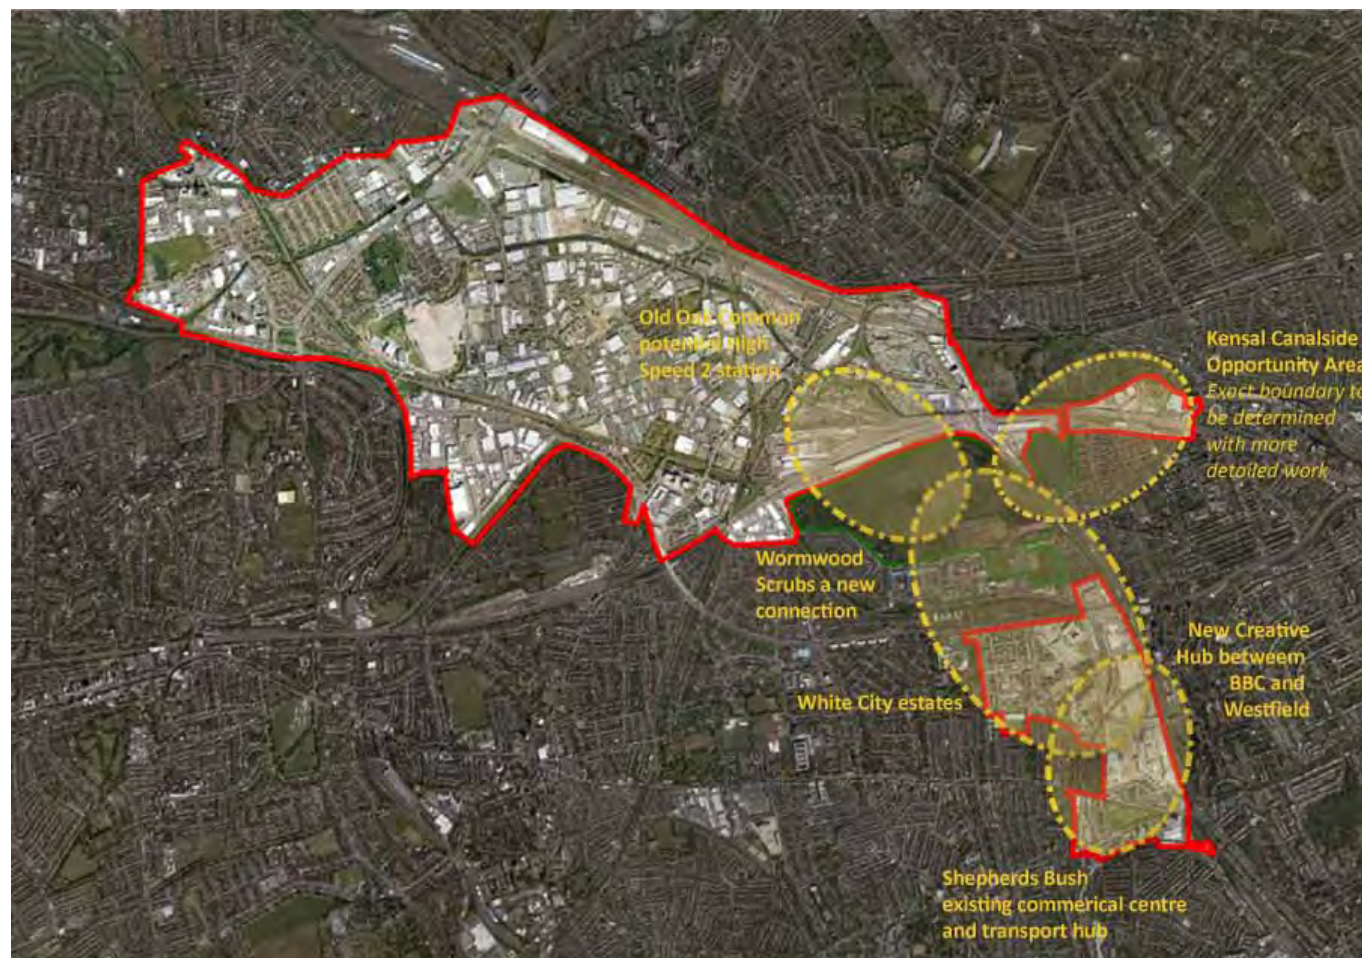 Old Oak Common
potential High
Speed 2 station
Kensal Canalside
Opportunity Area
Exact boundary to
be determined
with more
detailed work
Wormwood
Scrubs a new
connection
New Creative
Hub betweem
BBC and
Westfield
White City estates
Shepherds Bush
existing commerical centre
and transport hub